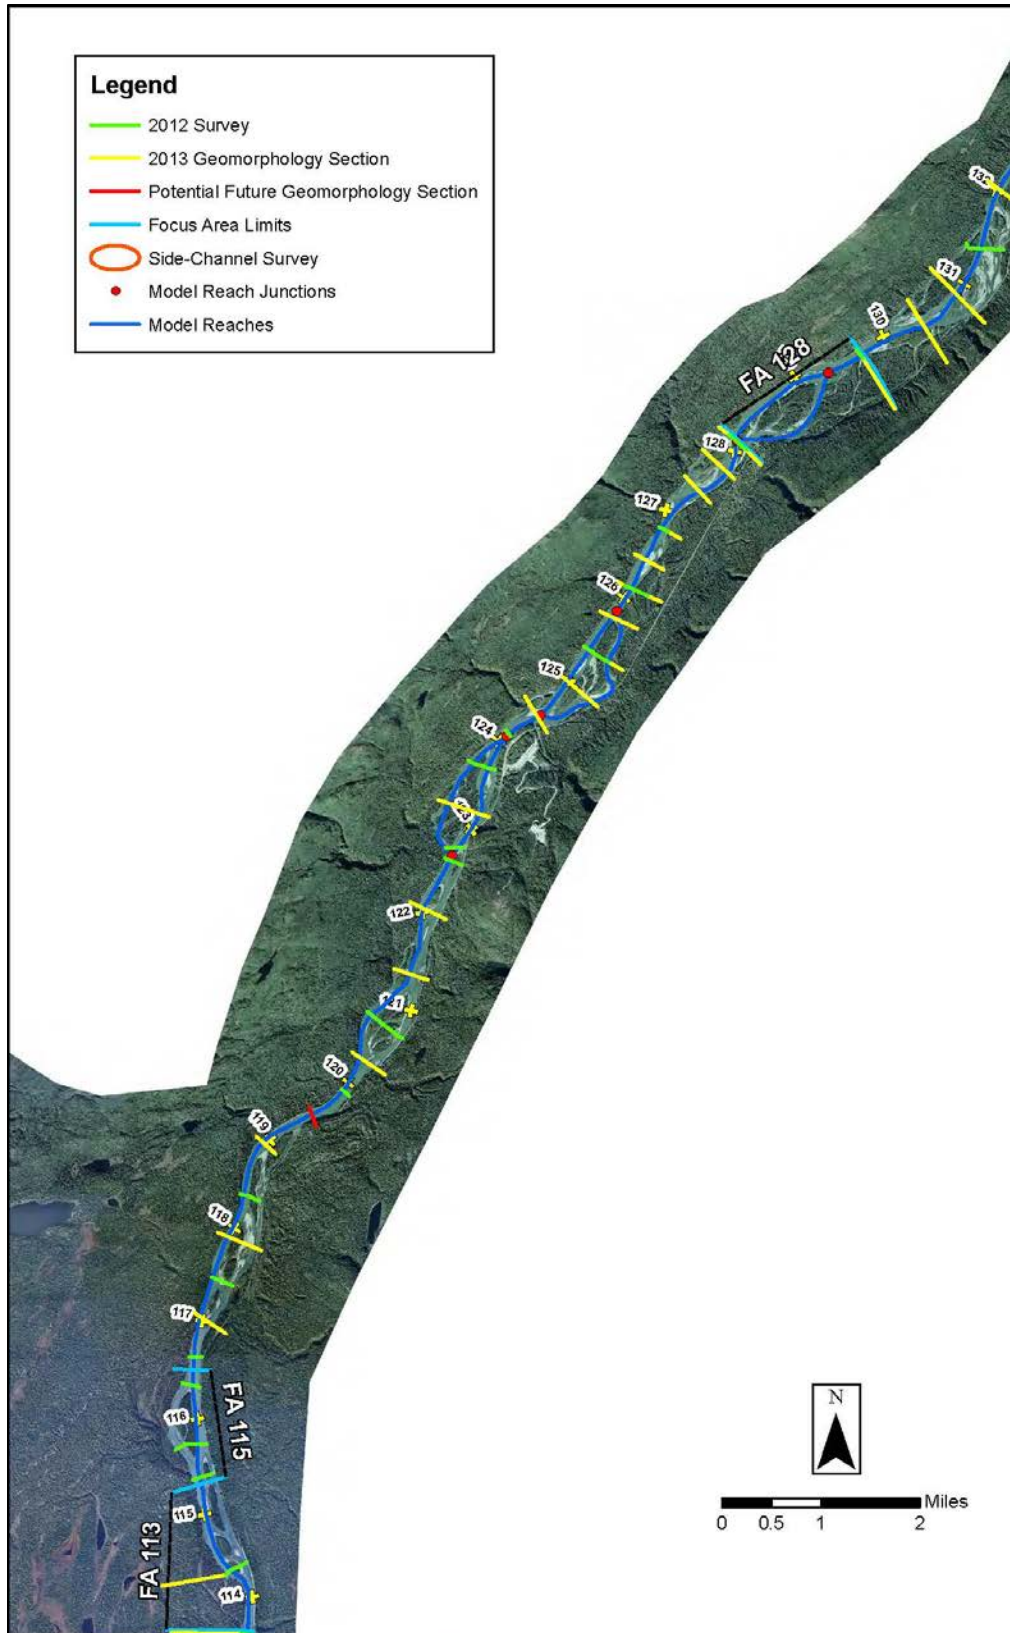 Legend
2012 Survey
2013 Geomorphology Section
Potential Future Geomorphology Section
Focus Area Limits
Side-Channel Survey
Model Reach Junctions
Model Reaches
132
131
130
FA 128
128
127
126
125
124
123
122
121
120
119
118
117
FA 115
116
115
FA 113
114
N
Miles
0 0.5 1 2